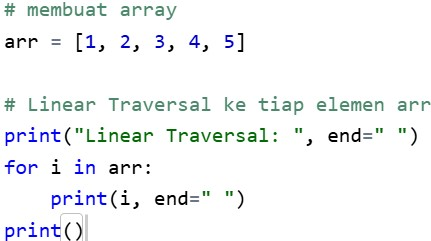 # membuat array
arr = [1, 2, 3, 4, 5]
# Linear Traversal ke tiap elemen arr
print("Linear Traversal: ", end=" ")
for i in arr:
    print(i, end=" ")
print()